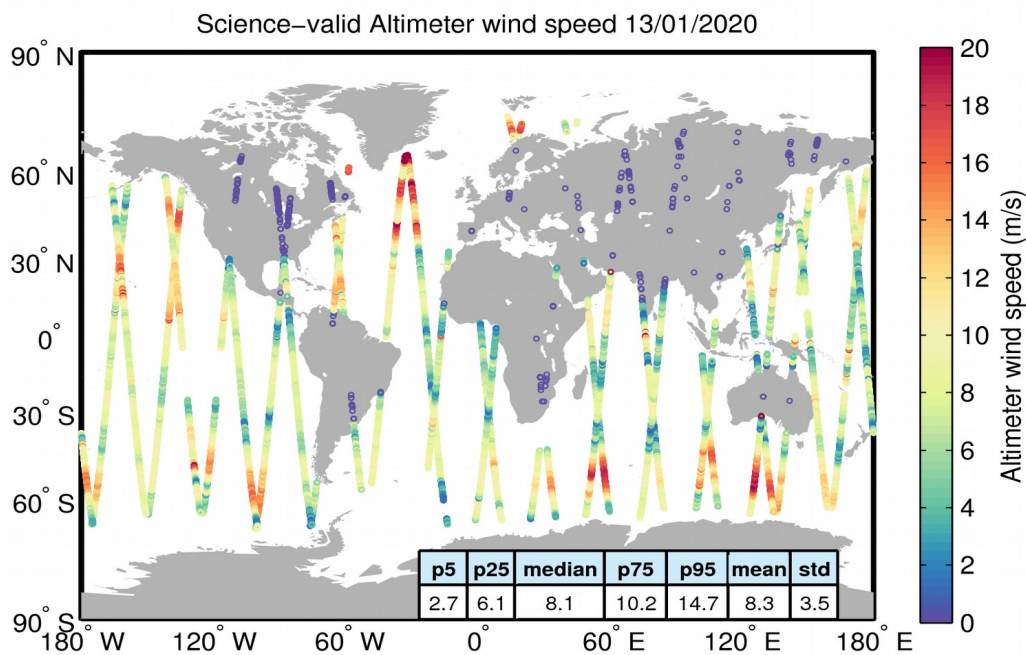 Science−valid Altimeter wind speed 13/01/2020
90° N
60° N
30° N
0°
30° S
60° S
90° S
180° W
120° W
60° W
0°
60° E
120° E
180° E
p5 p25 median p75 p95 mean std
2.7 6.1 8.1 10.2 14.7 8.3 3.5
20
18
16
14
12
10
8
6
4
2
0
Altimeter wind speed (m/s)